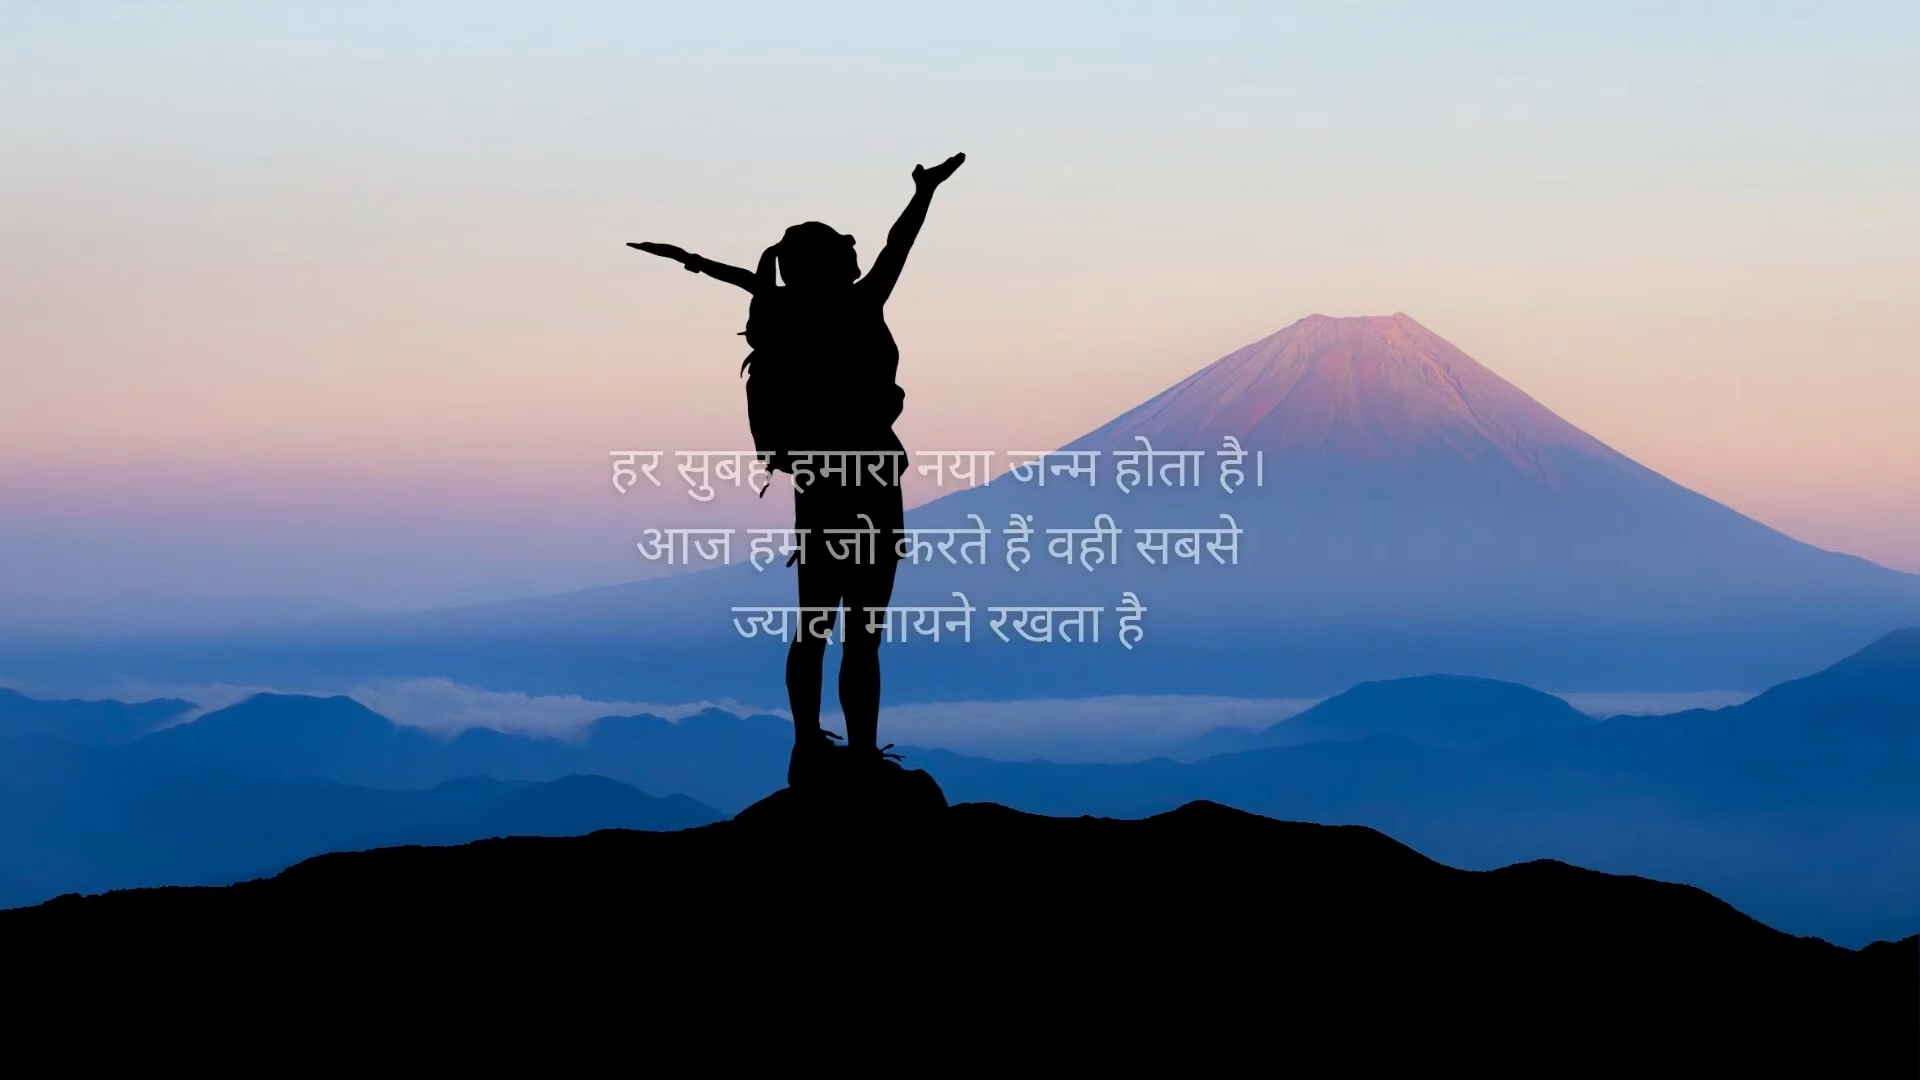 हर सुबह हमारा नया जन्म होता है।
आज हम जो करते हैं वही सबसे
ज्यादा मायने रखता है